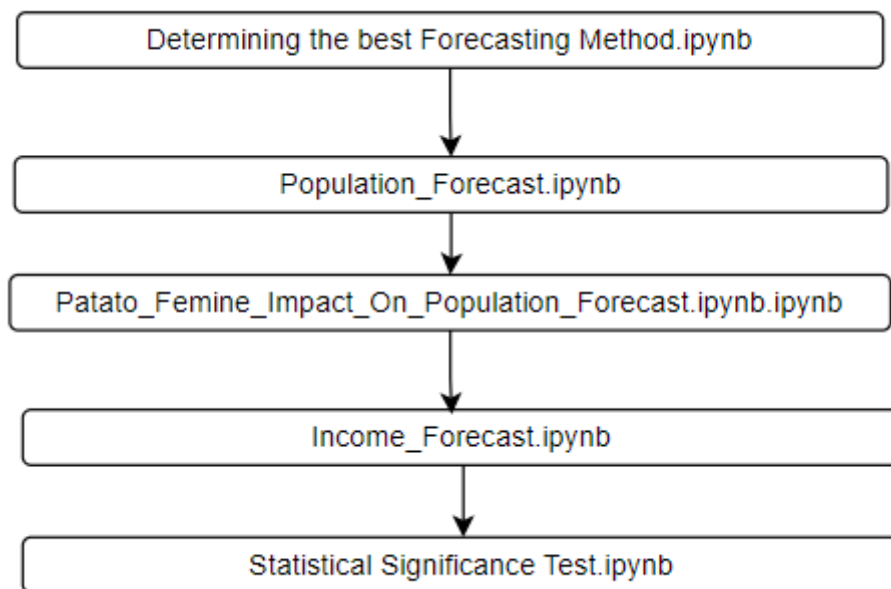 Determining the best Forecasting Method.ipynb
Population_Forecast.ipynb
Patato_Femine_Impact_On_Population_Forecast.ipynb.ipynb
Income_Forecast.ipynb
Statistical Significance Test.ipynb